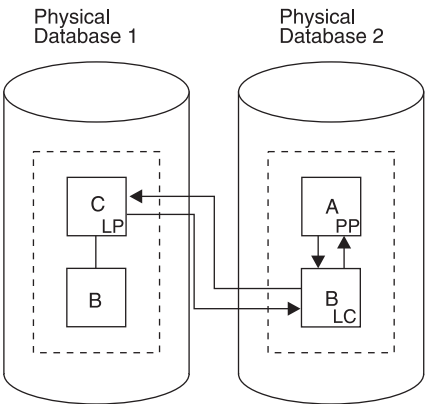 Physical
Database 1
Physical
Database 2
C
LP
B
A
PP
B
LC